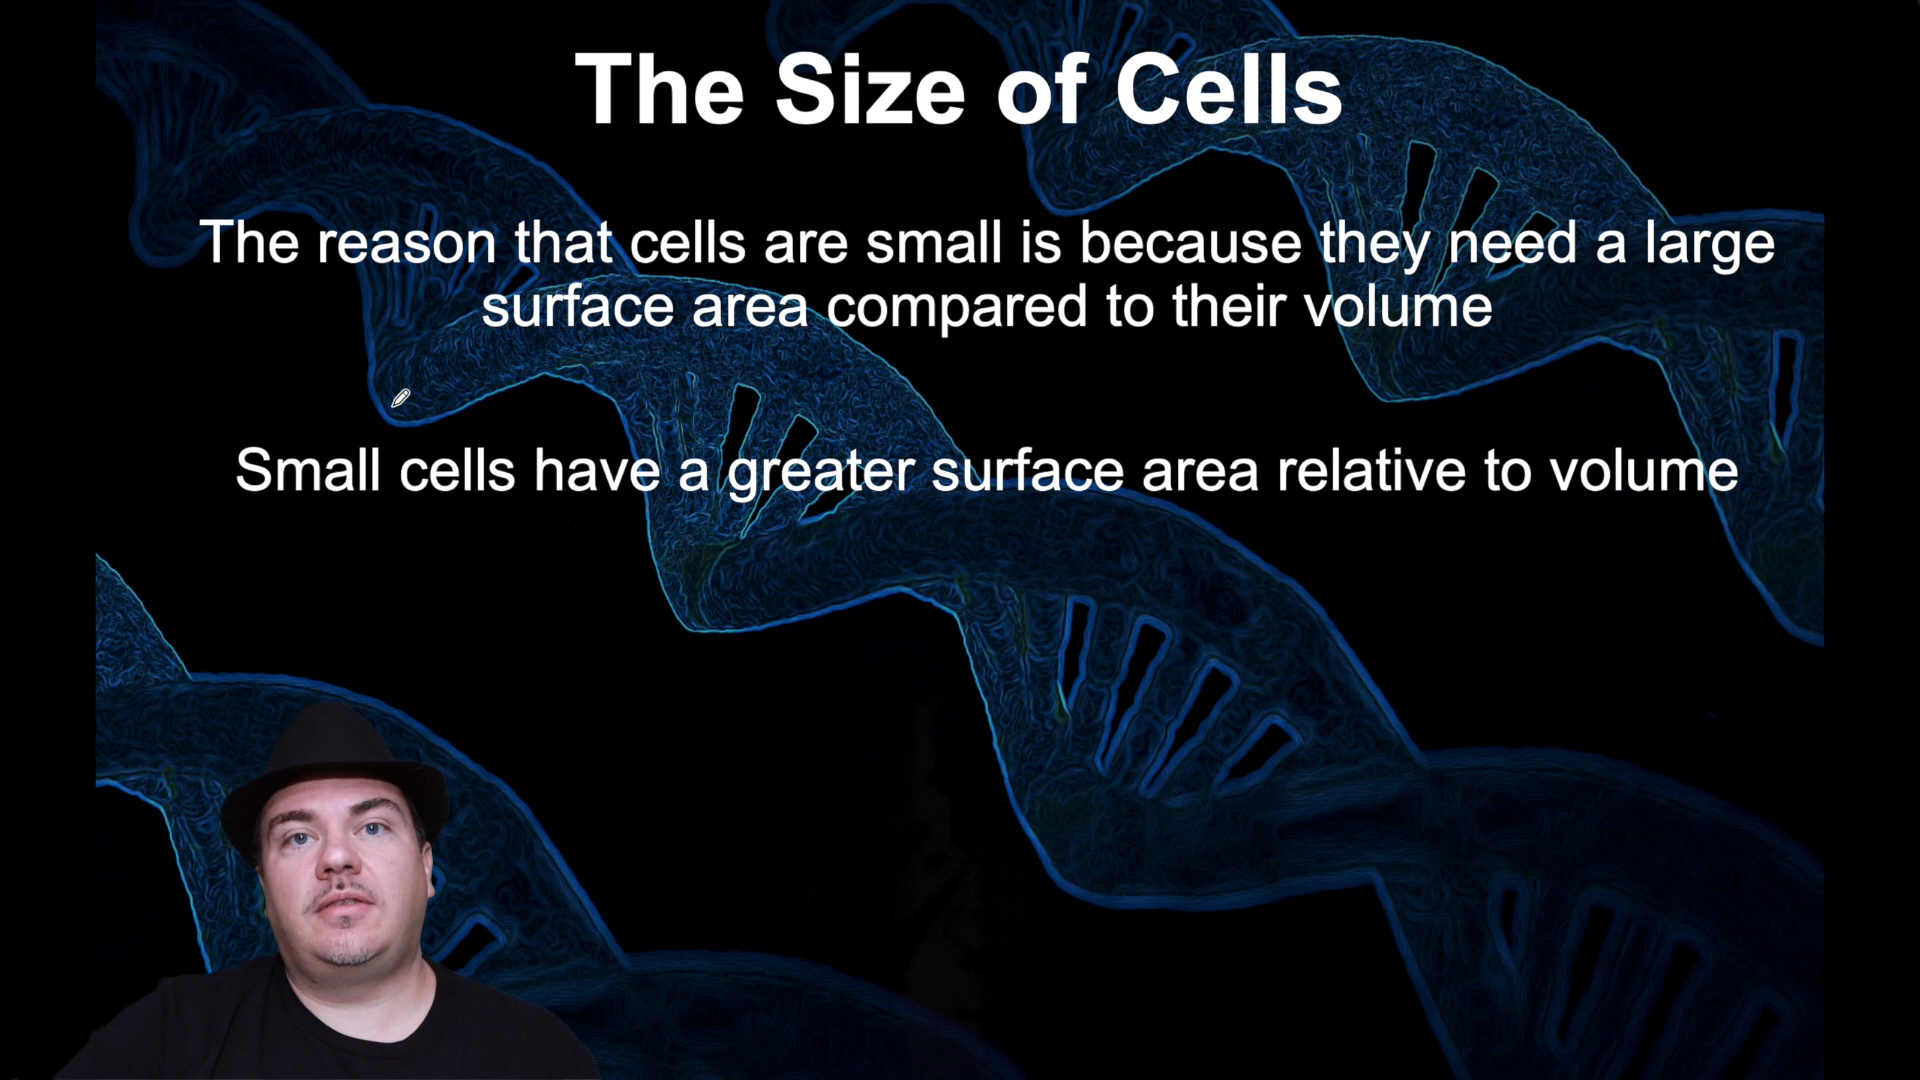 The Size of Cells
The reason that cells are small is because they need a large
surface area compared to their volume
Small cells have a greater surface area relative to volume